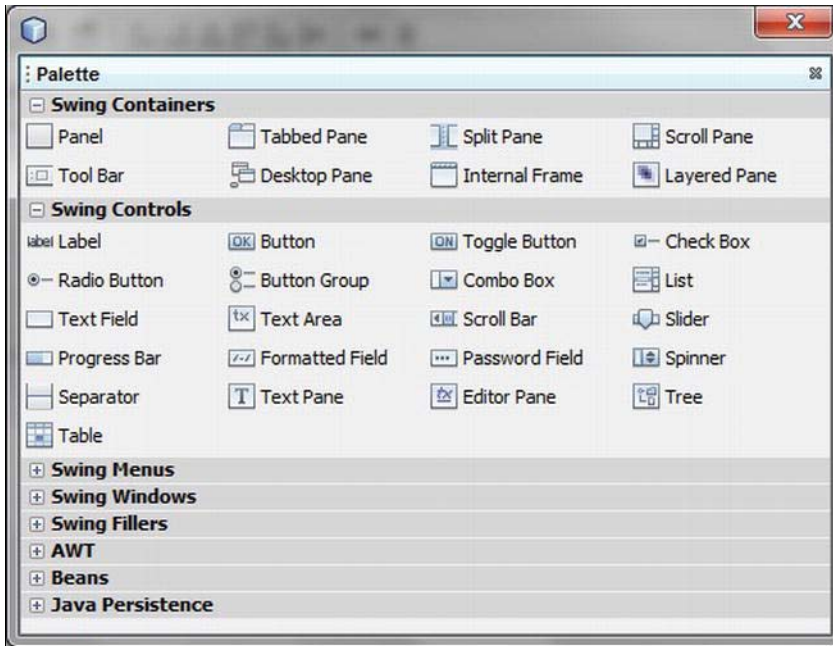 Palette
Swing Containers
Panel Tabbed Pane Split Pane Scroll Pane
Tool Bar Desktop Pane Internal Frame Layered Pane
Swing Controls
label Label OK Button ON Toggle Button Check Box
Radio Button Button Group Combo Box List
Text Field tx Text Area Scroll Bar Slider
Progress Bar Formatted Field Password Field Spinner
Separator T Text Pane Editor Pane Tree
Table
Swing Menus
Swing Windows
Swing Fillers
AWT
Beans
Java Persistence